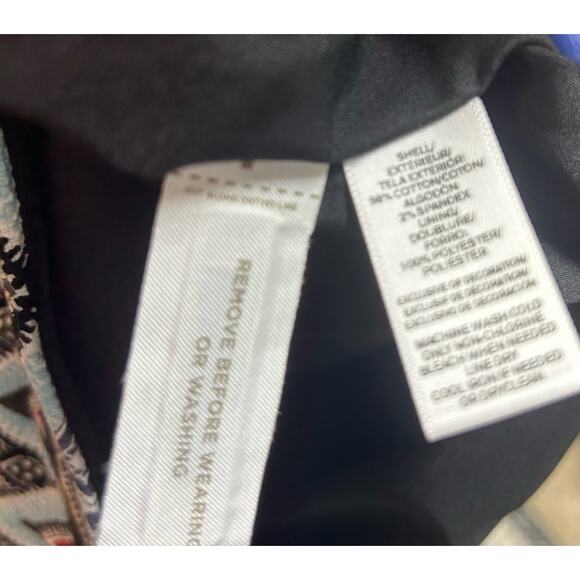 REMOVE BEFORE WEARING
OR WASHING
SHELL/
EXTERIEUR/
TELA EXTERIOR:
98% COTTON/COTON/
ALGODÓN
2% SPANDEX
LINING/
DOUBLURE/
FORRO:
100% POLYESTER/
POLIÉSTER
EXCLUSIVE OF DECORATION/
EXCLUSIF DE DECORATION/
EXCLUSIVO DE DECORACIÓN
MACHINE WASH COLD
ONLY NON-CHLORINE
BLEACH WHEN NEEDED
LINE DRY
COOL IRON IF NEEDED
OR DRYCLEAN